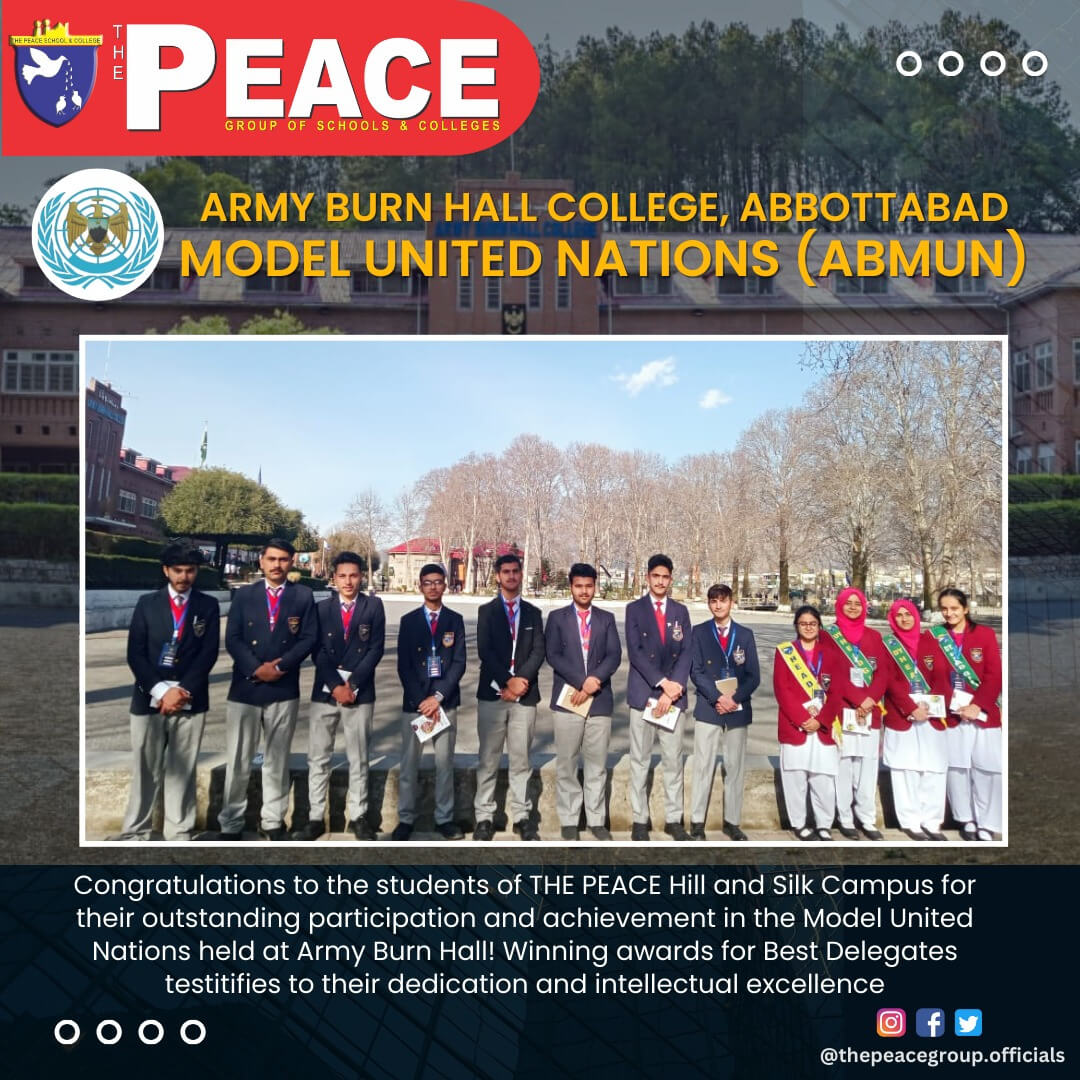 THE PEACE SCHOOL & COLLEGE
THE
PEACE
GROUP OF SCHOOLS & COLLEGES
ARMY BURN HALL COLLEGE, ABBOTTABAD
MODEL UNITED NATIONS (ABMUN)
HEAD
Congratulations to the students of THE PEACE Hill and Silk Campus for
their outstanding participation and achievement in the Model United
Nations held at Army Burn Hall! Winning awards for Best Delegates
testitifies to their dedication and intellectual excellence
@thepeacegroup.officials